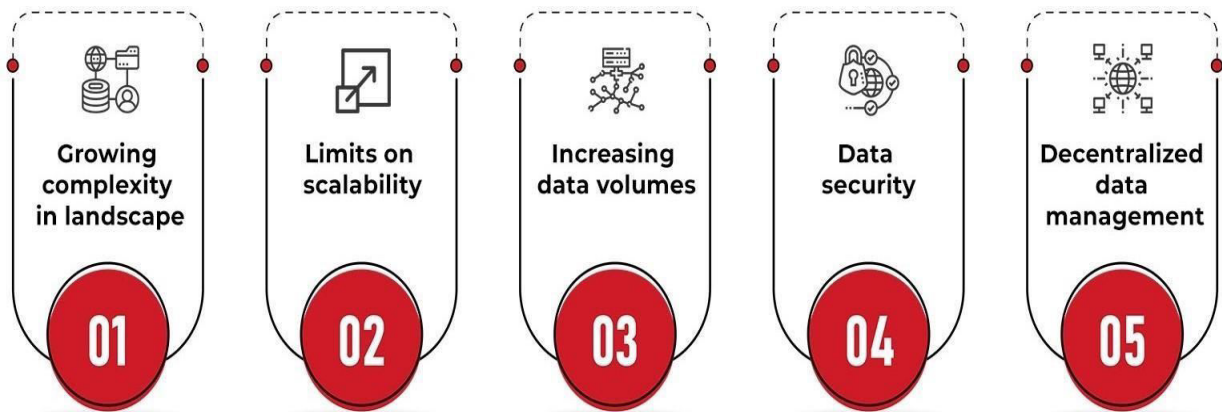 Growing
complexity
in landscape
01
Limits on
scalability
02
Increasing
data volumes
03
Data
security
04
Decentralized
data
management
05